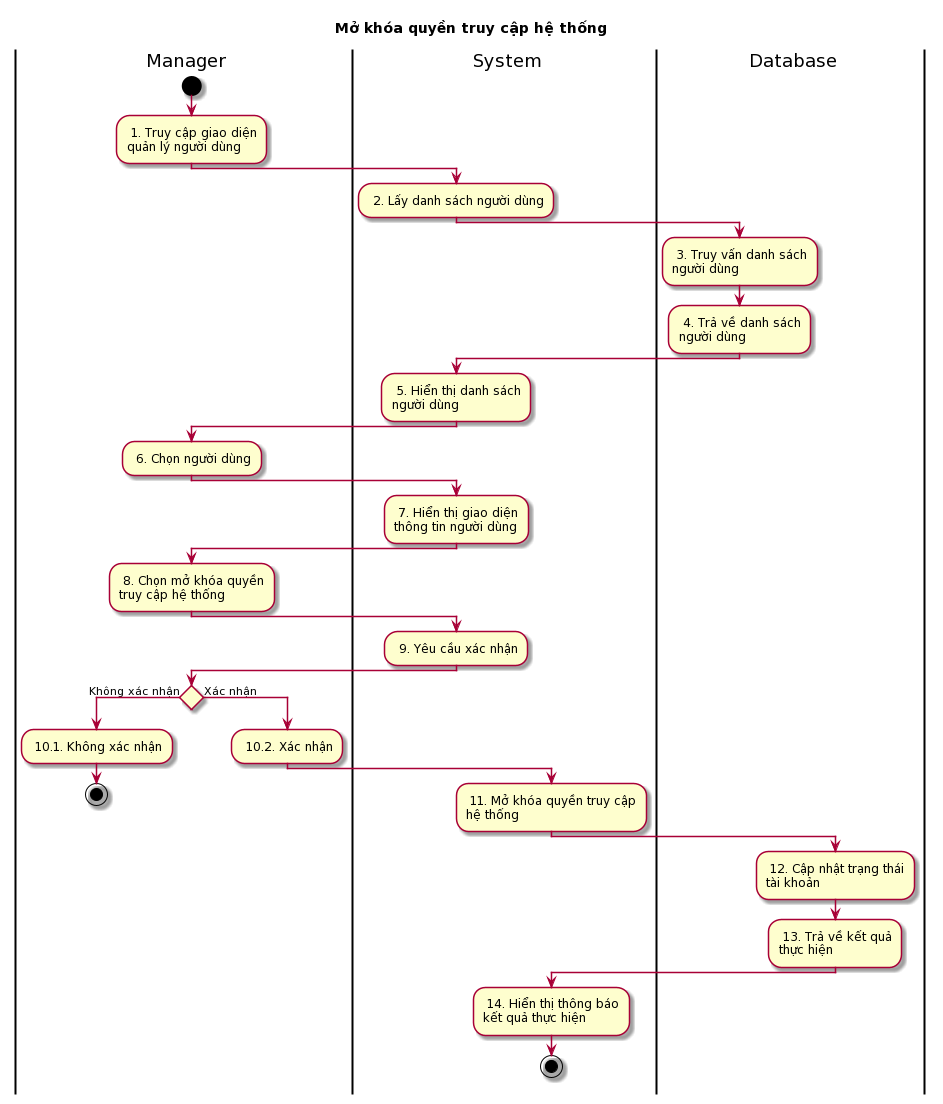 Mở khóa quyền truy cập hệ thống
Manager
System
Database
1. Truy cập giao diện
quản lý người dùng
2. Lấy danh sách người dùng
3. Truy vấn danh sách
người dùng
4. Trả về danh sách
người dùng
5. Hiển thị danh sách
người dùng
6. Chọn người dùng
7. Hiển thị giao diện
thông tin người dùng
8. Chọn mở khóa quyền
truy cập hệ thống
9. Yêu cầu xác nhận
Không xác nhận
Xác nhận
10.1. Không xác nhận
10.2. Xác nhận
11. Mở khóa quyền truy cập
hệ thống
12. Cập nhật trạng thái
tài khoản
13. Trả về kết quả
thực hiện
14. Hiển thị thông báo
kết quả thực hiện